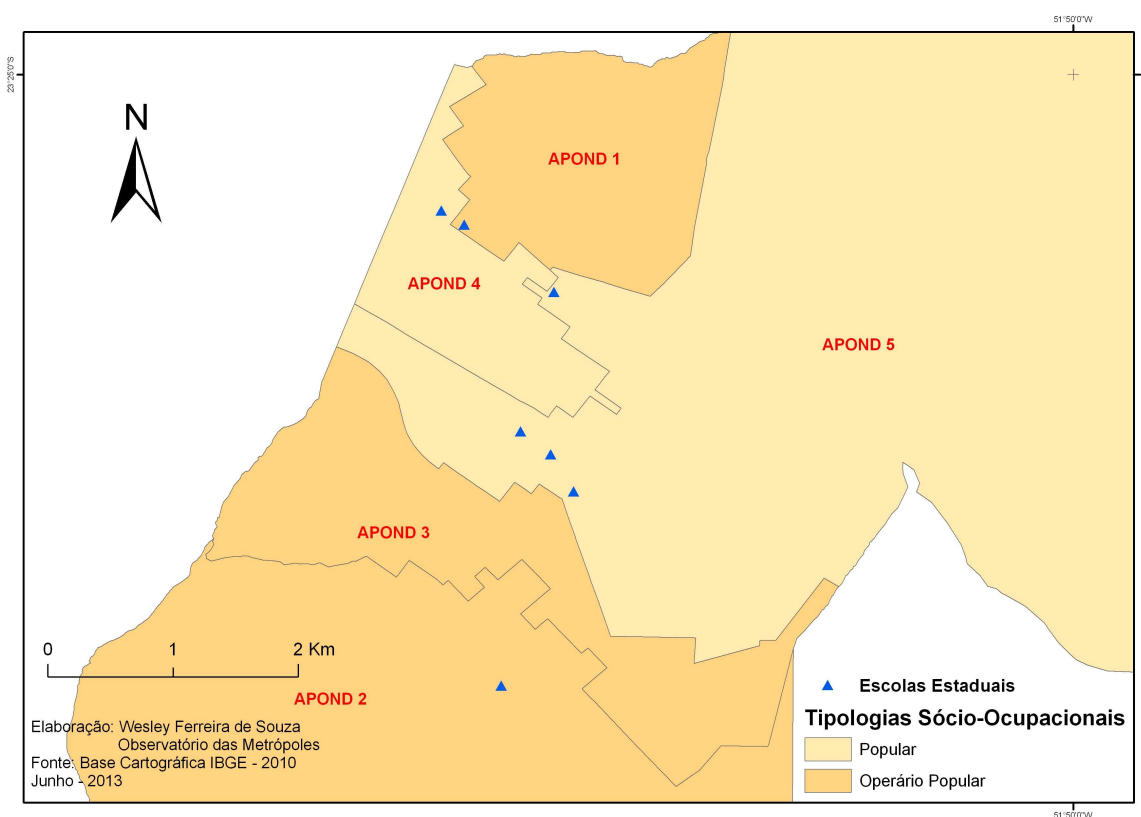 51°50'0"W
23°25'0"S
N
APOND 1
APOND 4
APOND 5
APOND 3
0 1 2 Km
APOND 2
Escolas Estaduais
Tipologias Sócio-Ocupacionais
Popular
Operário Popular
Elaboração: Wesley Ferreira de Souza
Observatório das Metrópoles
Fonte: Base Cartográfica IBGE - 2010
Junho - 2013
51°50'0"W